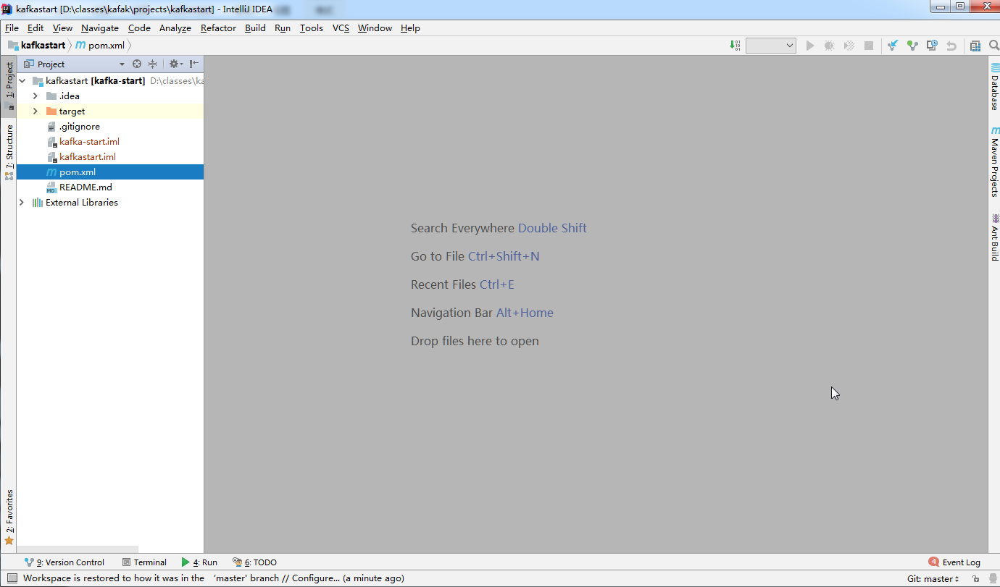 kafkastart [D:\classes\kafak\projects\kafkastart] - IntelliJ IDEA
File Edit View Navigate Code Analyze Refactor Build Run Tools VCS Window Help
kafkastart pom.xml
Project
kafkastart [kafka-start] D:\classes\ka
.idea
target
.gitignore
kafka-start.iml
kafkastart.iml
pom.xml
README.md
External Libraries
1: Project
7: Structure
2: Favorites
Search Everywhere Double Shift
Go to File Ctrl+Shift+N
Recent Files Ctrl+E
Navigation Bar Alt+Home
Drop files here to open
Database
Maven Projects
Ant Build
9: Version Control Terminal 4: Run 6: TODO 4 Event Log
Workspace is restored to how it was in the 'master' branch // Configure... (a minute ago) Git: master